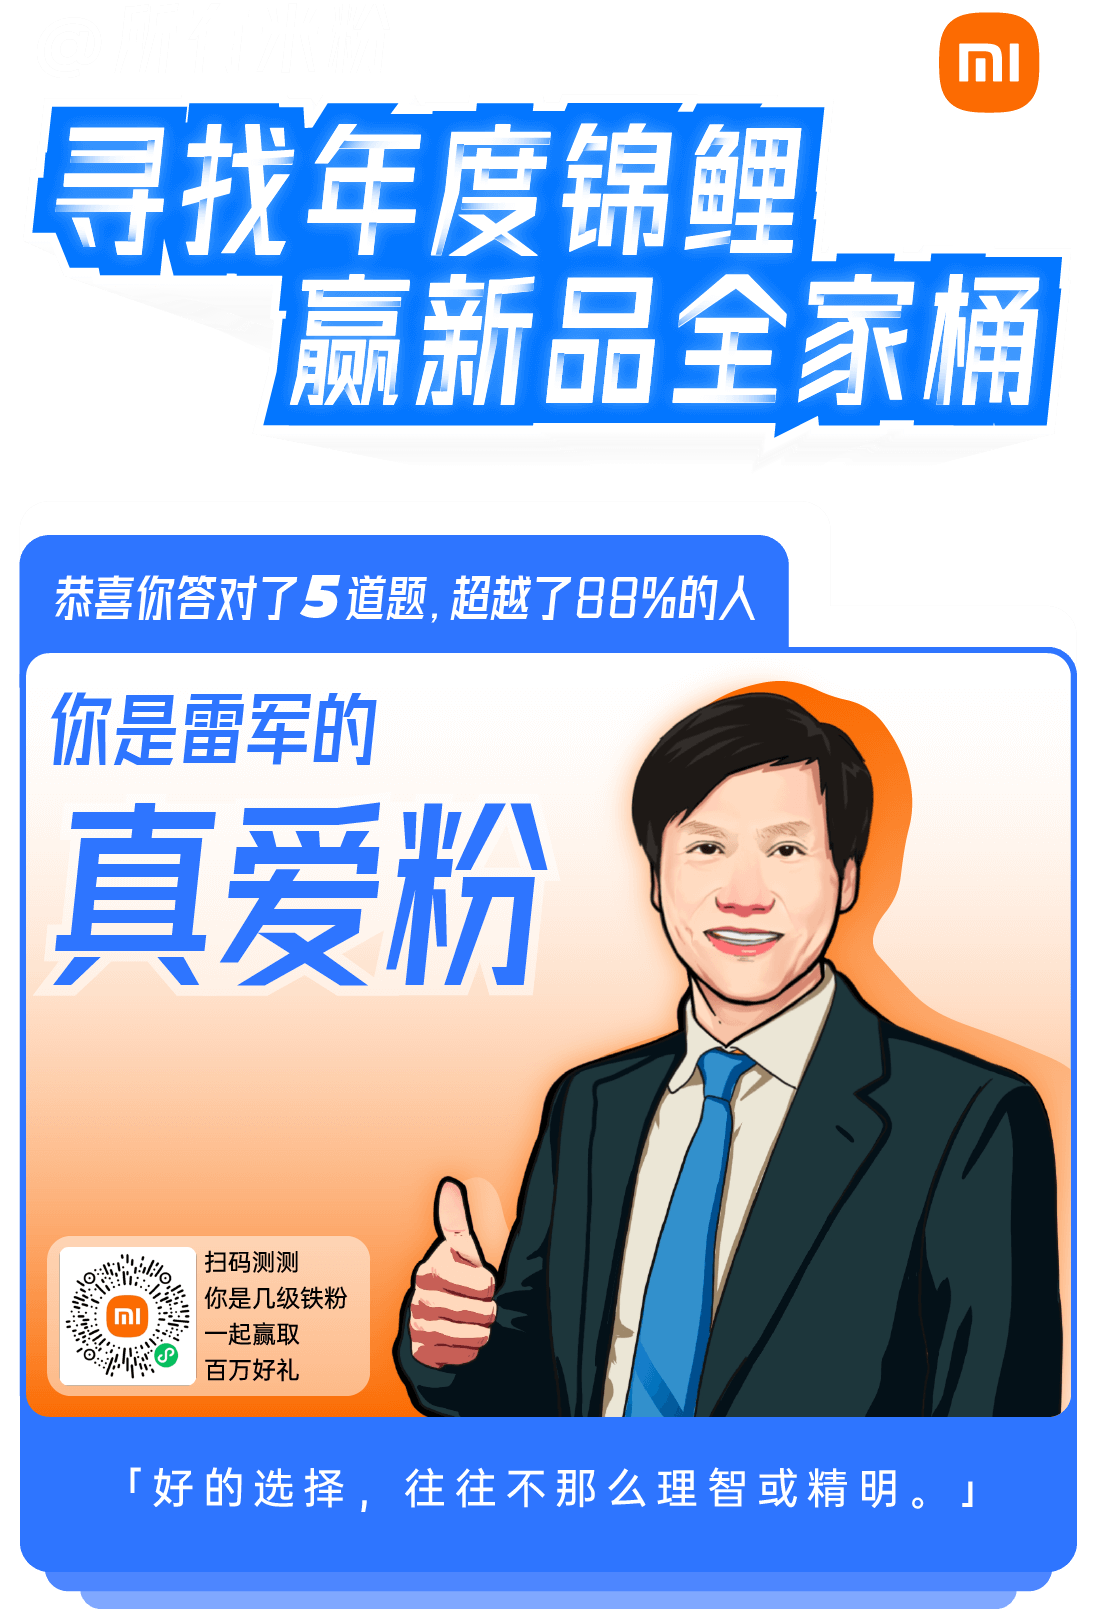 mi
寻找年度锦鲤
赢新品全家桶
恭喜你答对了5道题，超越了88%的人
你是雷军的
真爱粉
mi
扫码测测
你是几级铁粉
一起赢取
百万好礼
「好的选择，往往不那么理智或精明。」